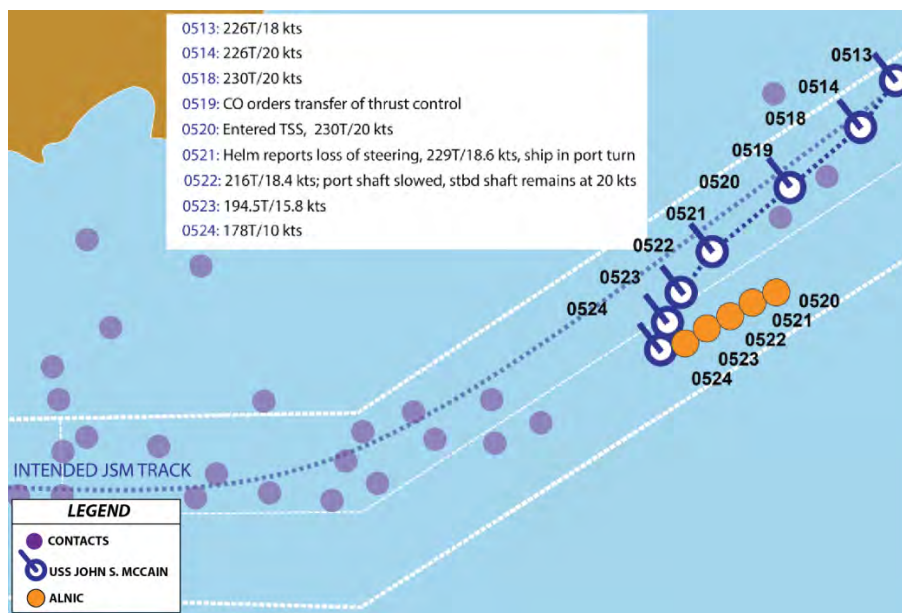 0513: 226T/18 kts
0514: 226T/20 kts
0518: 230T/20 kts
0519: CO orders transfer of thrust control
0520: Entered TSS, 230T/20 kts
0521: Helm reports loss of steering, 229T/18.6 kts, ship in port turn
0522: 216T/18.4 kts; port shaft slowed, stbd shaft remains at 20 kts
0523: 194.5T/15.8 kts
0524: 178T/10 kts
0513
0514
0518
0519
0520
0521
0522
0523
0524
0520
0521
0522
0523
0524
INTENDED JSM TRACK
LEGEND
CONTACTS
USS JOHN S. MCCAIN
ALNIC